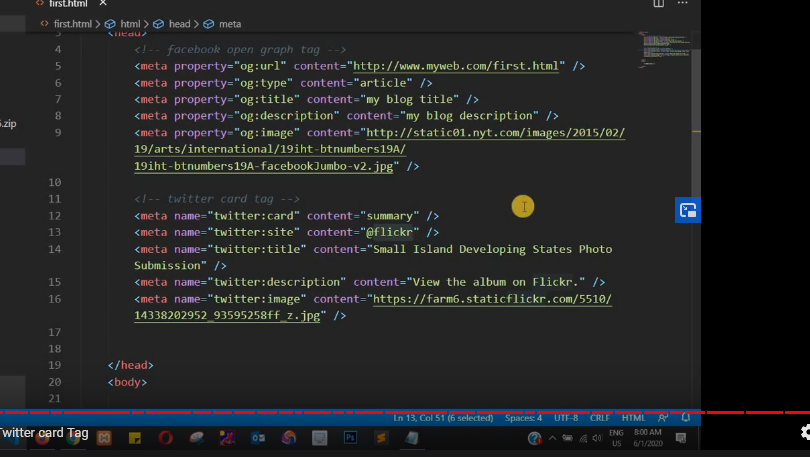 first.html ×
first.html > html > head > meta
3 <head>
4 <!-- facebook open graph tag -->
5 <meta property="og:url" content="http://www.myweb.com/first.html" />
6 <meta property="og:type" content="article" />
7 <meta property="og:title" content="my blog title" />
8 <meta property="og:description" content="my blog description" />
9 <meta property="og:image" content="http://static01.nyt.com/images/2015/02/
19/arts/international/19iht-btnumbers19A/
19iht-btnumbers19A-facebookJumbo-v2.jpg" />
10
11 <!-- twitter card tag -->
12 <meta name="twitter:card" content="summary" />
13 <meta name="twitter:site" content="@flickr" />
14 <meta name="twitter:title" content="Small Island Developing States Photo
Submission" />
15 <meta name="twitter:description" content="View the album on Flickr." />
16 <meta name="twitter:image" content="https://farm6.staticflickr.com/5510/
14338202952_93595258ff_z.jpg" />
17
18
19 </head>
20 <body>
21
.zip
Ln 13, Col 51 (6 selected) Spaces: 4 UTF-8 CRLF HTML
Twitter card Tag
ENG
US
8:00 AM
6/1/2020